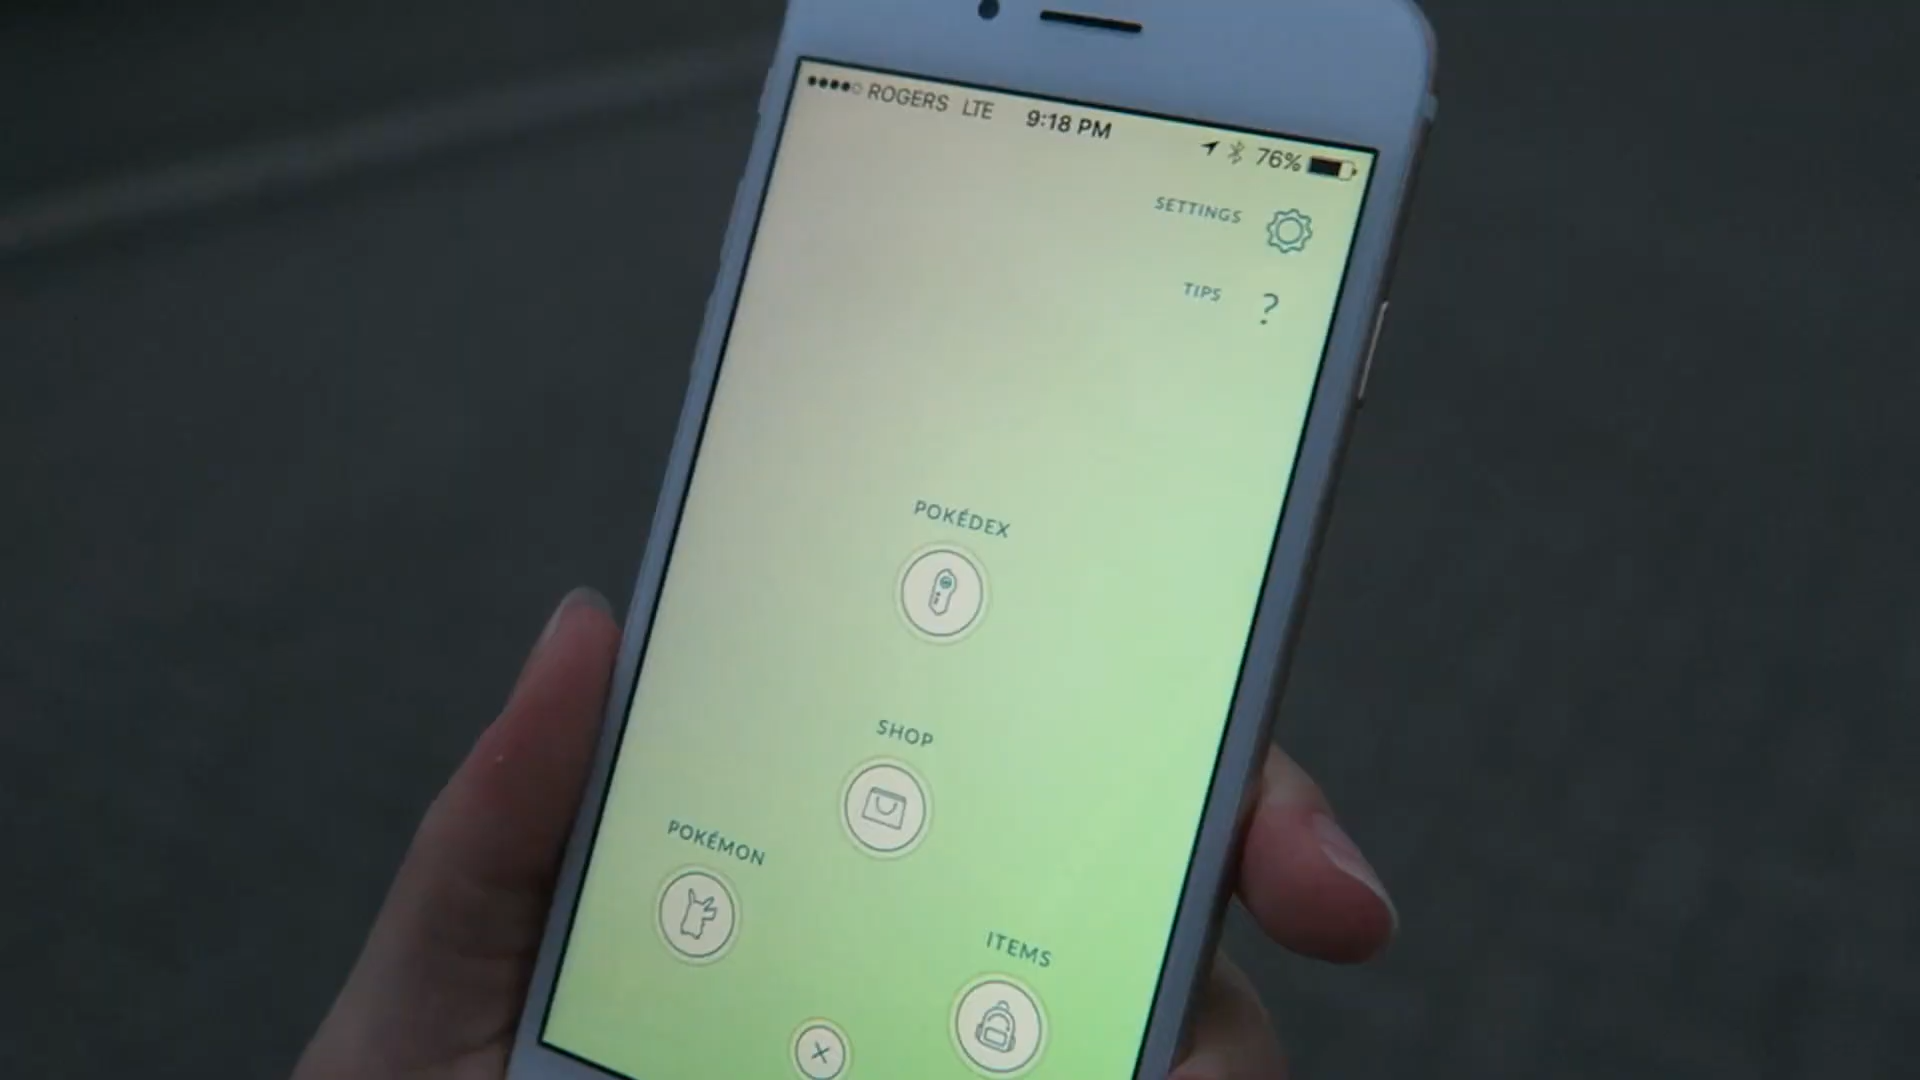 ROGERS LTE 9:18 PM 76%
SETTINGS
TIPS ?
POKÉDEX
SHOP
POKÉMON
ITEMS